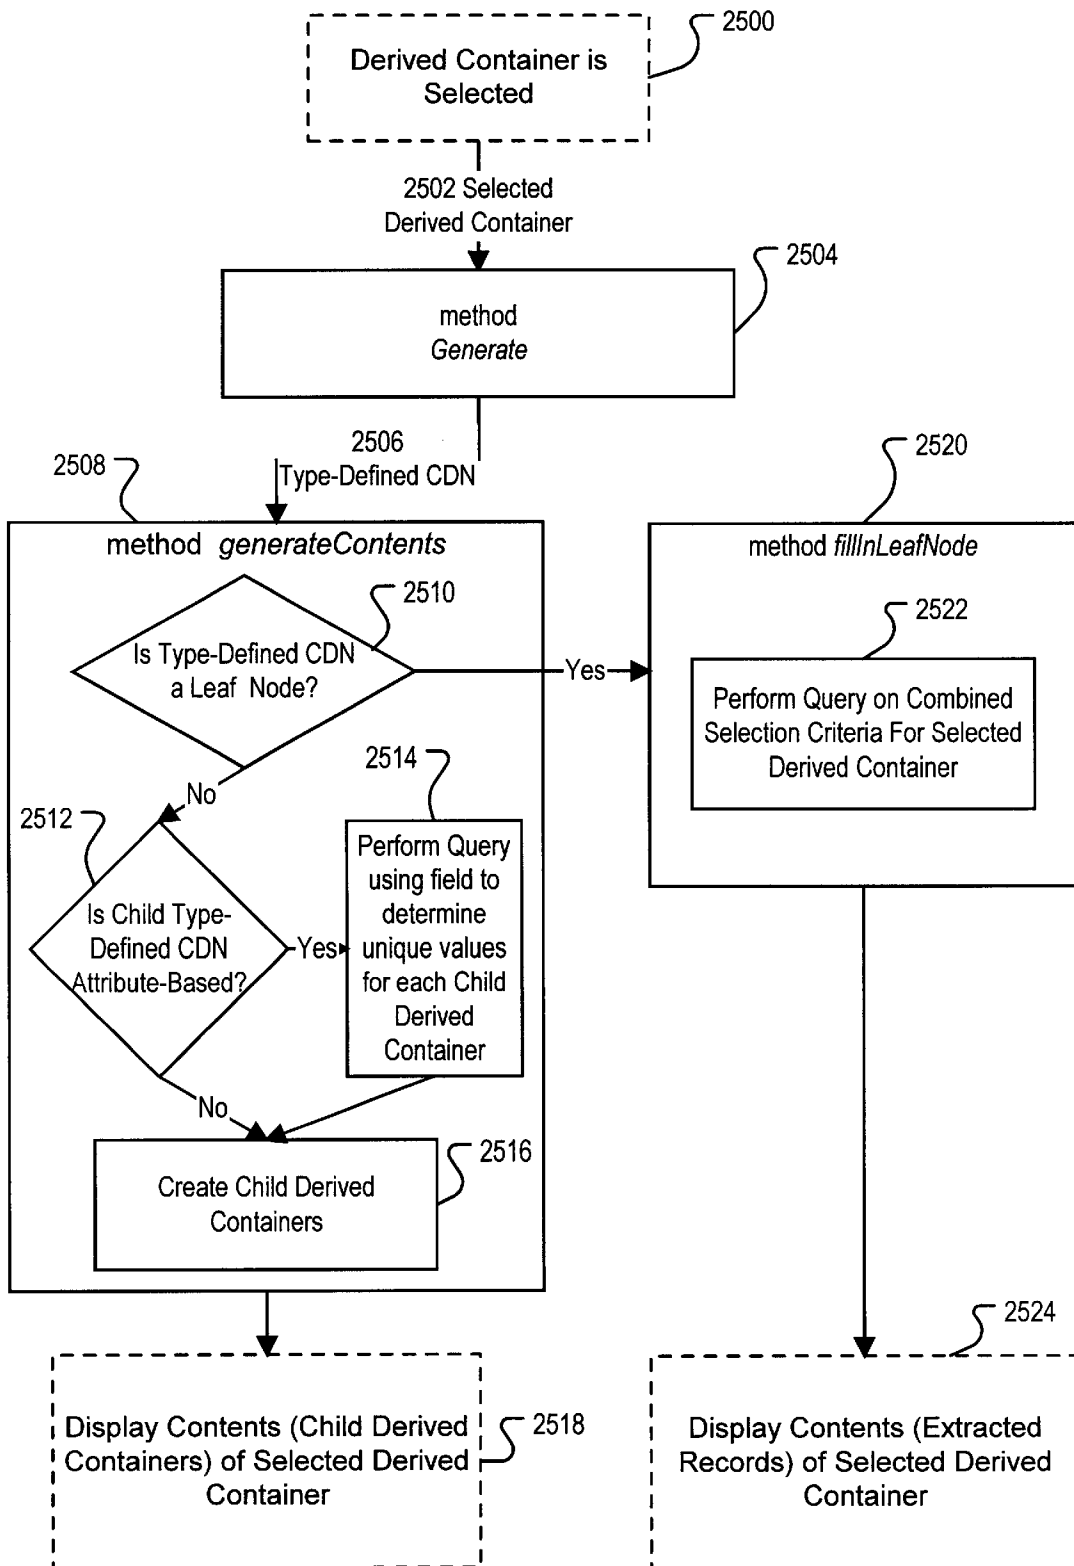 2500
Derived Container is
Selected
2502 Selected
Derived Container
2504
method
Generate
2506
Type-Defined CDN
2508
method generateContents
2510
Is Type-Defined CDN
a Leaf Node?
Yes
2520
method fillInLeafNode
2522
Perform Query on Combined
Selection Criteria For Selected
Derived Container
No
2512
Is Child Type-
Defined CDN
Attribute-Based?
Yes
2514
Perform Query
using field to
determine
unique values
for each Child
Derived
Container
No
2516
Create Child Derived
Containers
2518
Display Contents (Child Derived
Containers) of Selected Derived
Container
2524
Display Contents (Extracted
Records) of Selected Derived
Container